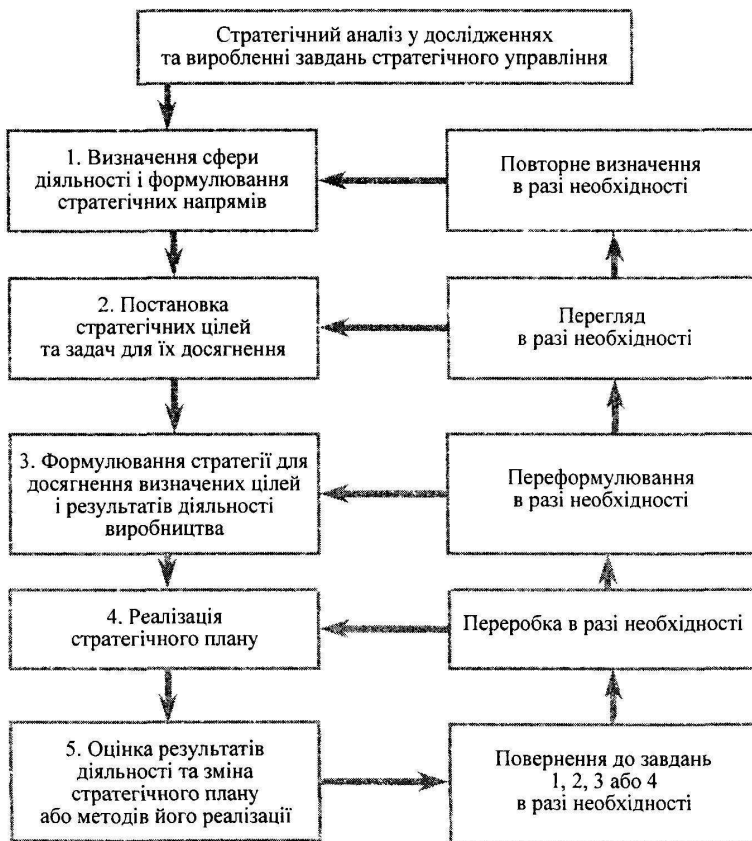 Стратегічний аналіз у дослідженнях
та виробленні завдань стратегічного управління
1. Визначення сфери
діяльності і формулювання
стратегічних напрямів
Повторне визначення
в разі необхідності
2. Постановка
стратегічних цілей
та задач для їх досягнення
Перегляд
в разі необхідності
3. Формулювання стратегії для
досягнення визначених цілей
і результатів діяльності
виробництва
Переформулювання
в разі необхідності
4. Реалізація
стратегічного плану
Переробка в разі необхідності
5. Оцінка результатів
діяльності та зміна
стратегічного плану
або методів його реалізації
Повернення до завдань
1, 2, 3 або 4
в разі необхідності